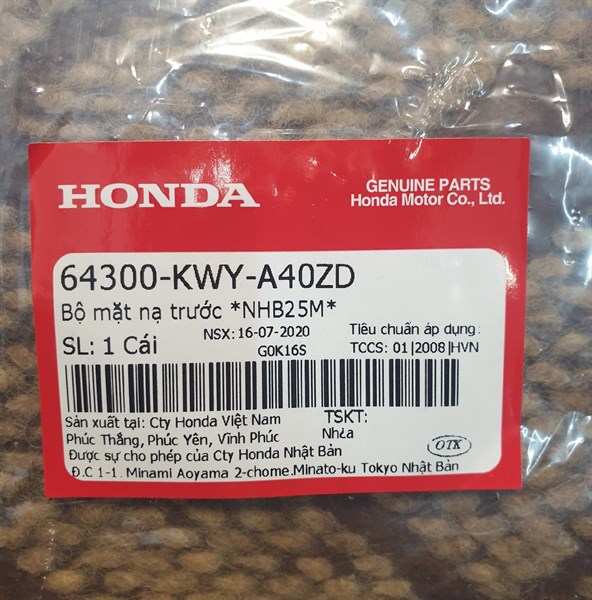 HONDA
GENUINE PARTS
Honda Motor Co., Ltd.
64300-KWY-A40ZD
Bộ mặt nạ trước *NHB25M*
NSX: 16-07-2020
Tiêu chuẩn áp dụng:
SL: 1 Cái
G0K16S
TCCS: 01|2008|HVN
Sản xuất tại: Cty Honda Việt Nam
TSKT:
Phúc Thắng, Phúc Yên, Vĩnh Phúc
Nhựa
Được sự cho phép của Cty Honda Nhật Bản
OTK
Đ.C 1-1. Minami Aoyama 2-chome.Minato-ku Tokyo Nhật Bản